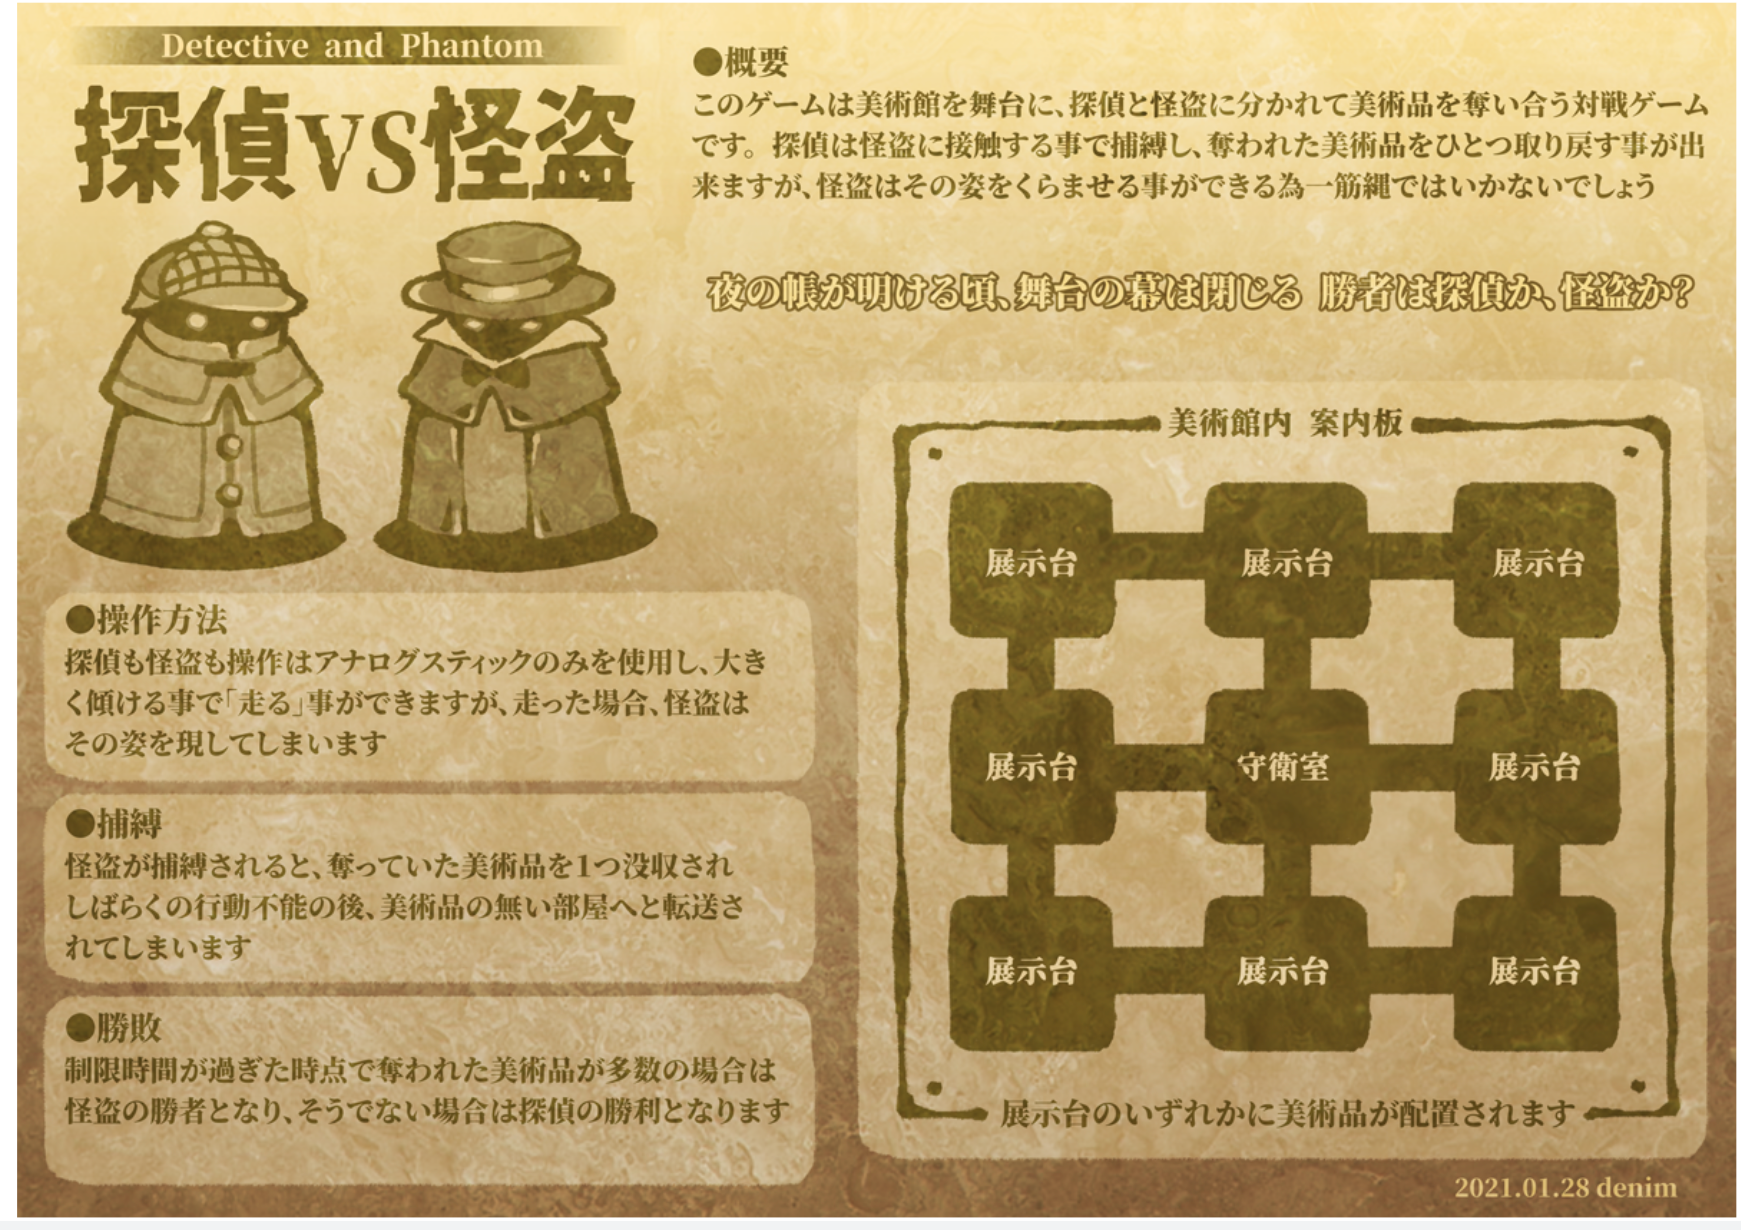 Detective and Phantom
探偵VS怪盗
●概要
このゲームは美術館を舞台に、探偵と怪盗に分かれて美術品を奪い合う対戦ゲーム
です。探偵は怪盗に接触する事で捕縛し、奪われた美術品をひとつ取り戻す事が出
来ますが、怪盗はその姿をくらませる事ができる為一筋縄ではいかないでしょう
夜の帳が明ける頃、舞台の幕は閉じる 勝者は探偵か、怪盗か？
●操作方法
探偵も怪盗も操作はアナログスティックのみを使用し、大き
く傾ける事で「走る」事ができますが、走った場合、怪盗は
その姿を現してしまいます
●捕縛
怪盗が捕縛されると、奪っていた美術品を1つ没収され
しばらくの行動不能の後、美術品の無い部屋へと転送さ
れてしまいます
●勝敗
制限時間が過ぎた時点で奪われた美術品が多数の場合は
怪盗の勝者となり、そうでない場合は探偵の勝利となります
美術館内 案内板
展示台 展示台 展示台
展示台 守衛室 展示台
展示台 展示台 展示台
展示台のいずれかに美術品が配置されます
2021.01.28 denim